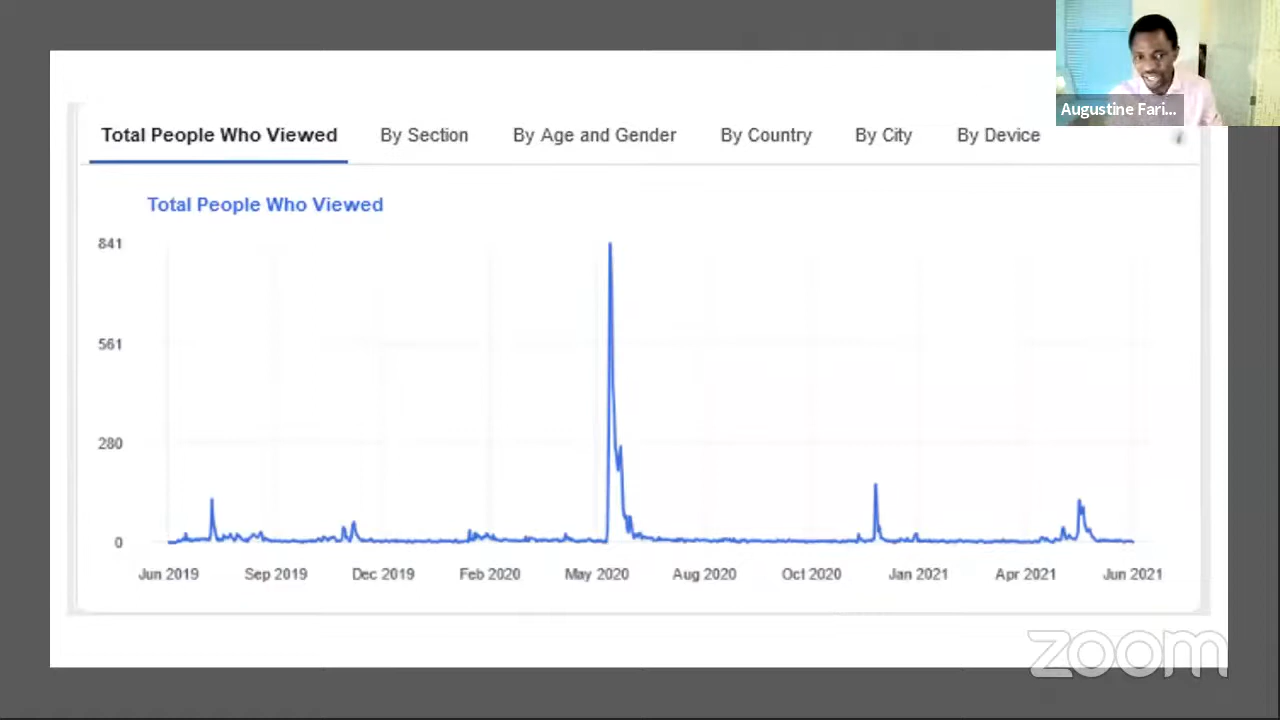 Augustine Fari...
Total People Who Viewed By Section By Age and Gender By Country By City By Device
Total People Who Viewed
841
561
280
0
Jun 2019 Sep 2019 Dec 2019 Feb 2020 May 2020 Aug 2020 Oct 2020 Jan 2021 Apr 2021 Jun 2021
zoom